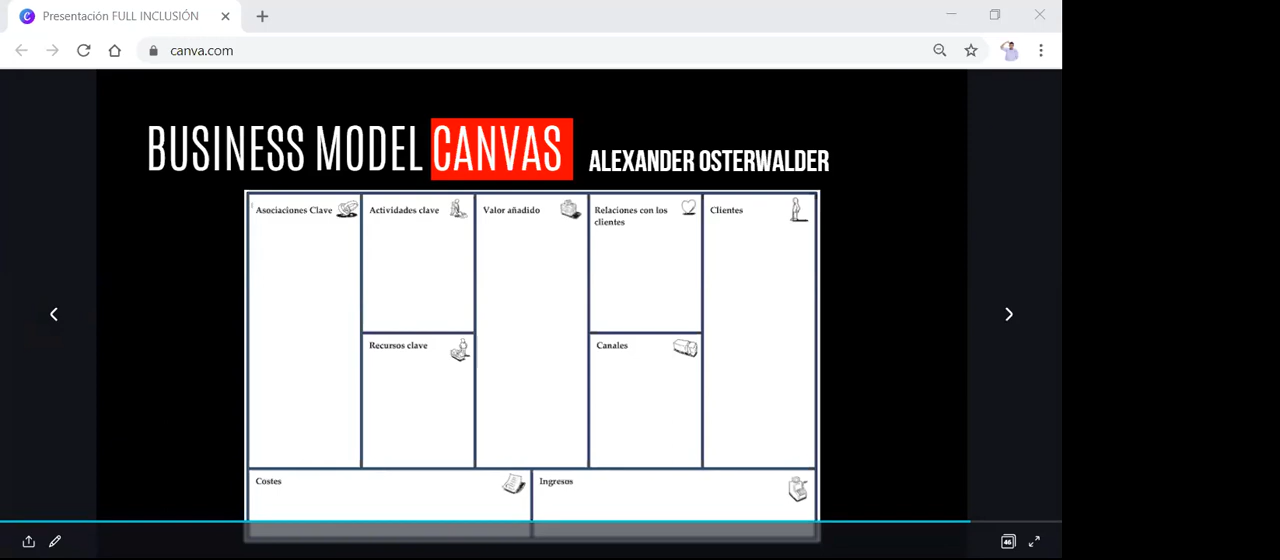 Presentación FULL INCLUSIÓN
canva.com
BUSINESS MODEL CANVAS ALEXANDER OSTERWALDER
Asociaciones Clave
Actividades clave
Valor añadido
Relaciones con los
clientes
Clientes
Recursos clave
Canales
Costes
Ingresos
46